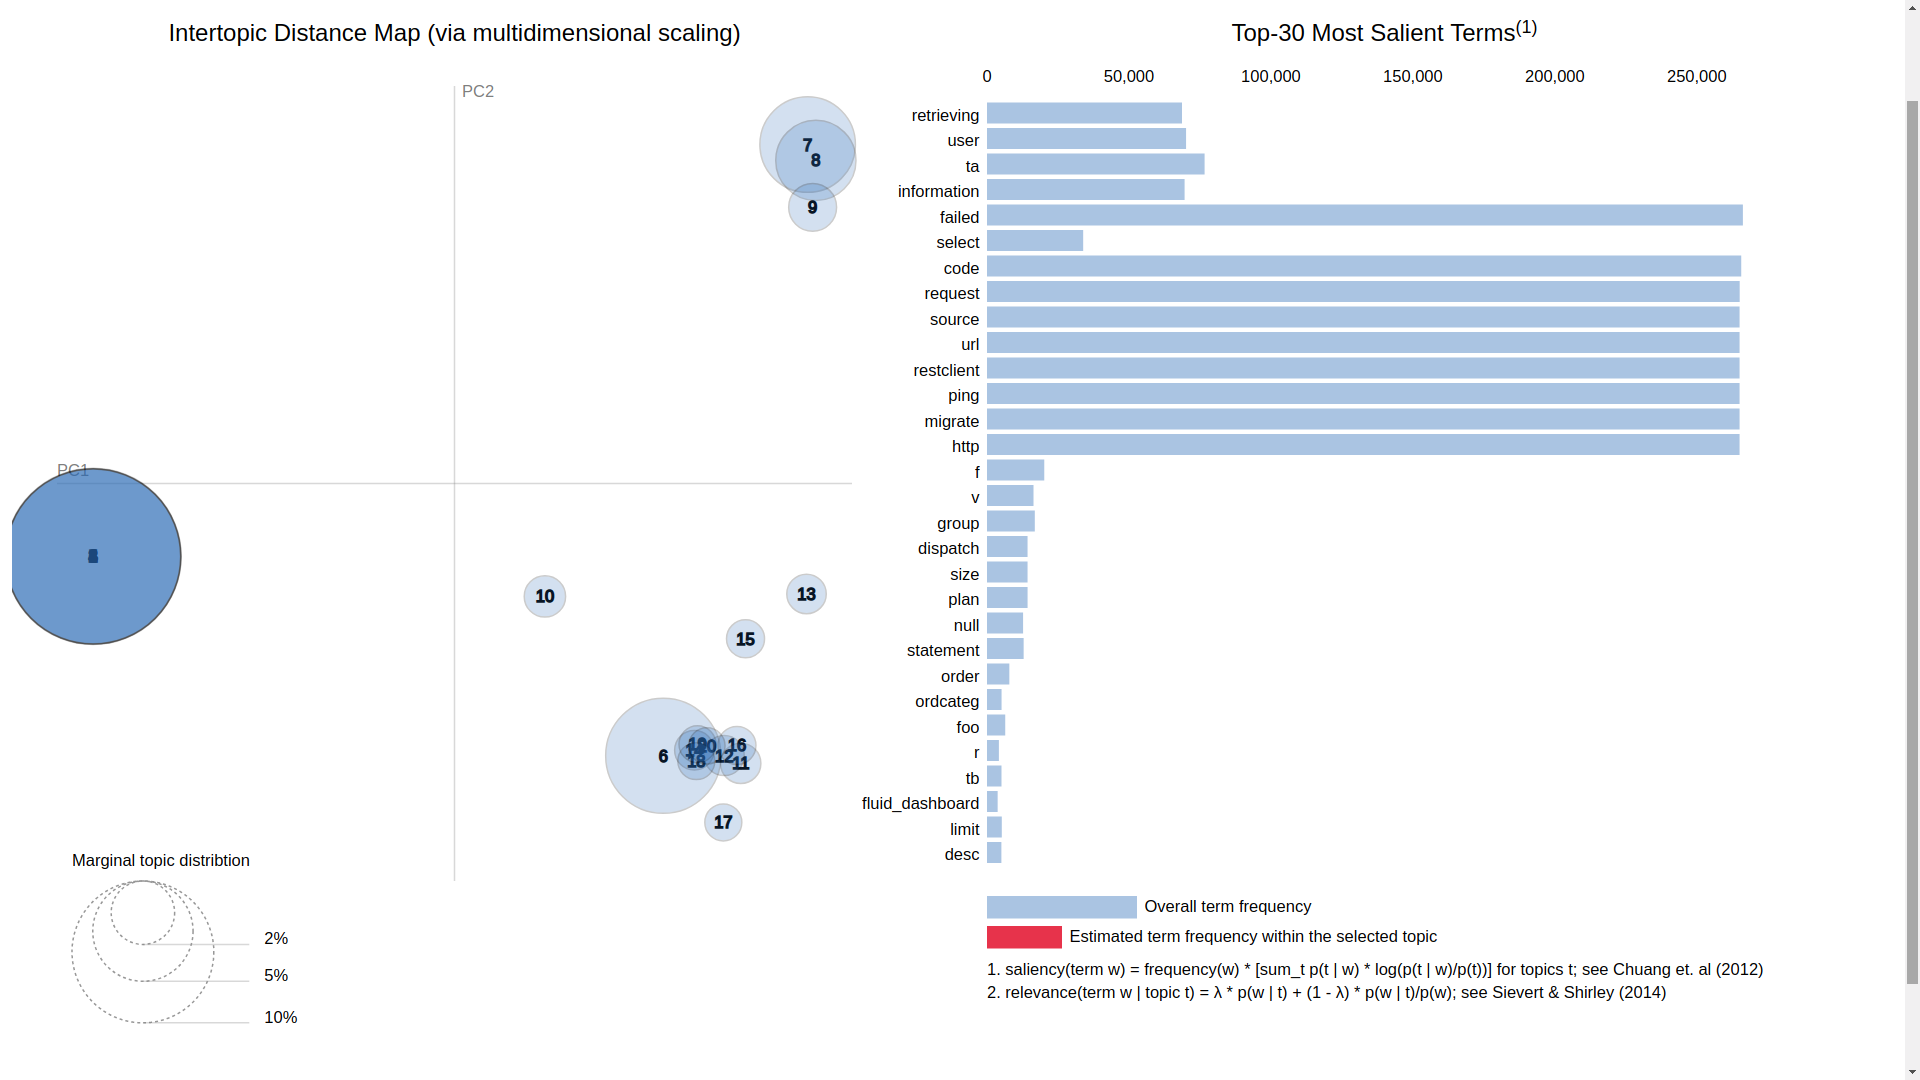 Intertopic Distance Map (via multidimensional scaling)
PC2
PC1
7
8
9
10
13
15
6
20
16
12
11
18
17
Marginal topic distribtion
2%
5%
10%
Top-30 Most Salient Terms(1)
0 50,000 100,000 150,000 200,000 250,000
retrieving
user
ta
information
failed
select
code
request
source
url
restclient
ping
migrate
http
f
v
group
dispatch
size
plan
null
statement
order
ordcateg
foo
r
tb
fluid_dashboard
limit
desc
Overall term frequency
Estimated term frequency within the selected topic
1. saliency(term w) = frequency(w) * [sum_t p(t | w) * log(p(t | w)/p(t))] for topics t; see Chuang et. al (2012)
2. relevance(term w | topic t) = λ * p(w | t) + (1 - λ) * p(w | t)/p(w); see Sievert & Shirley (2014)